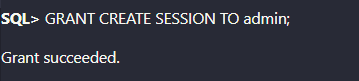 SQL> GRANT CREATE SESSION TO admin;
Grant succeeded.